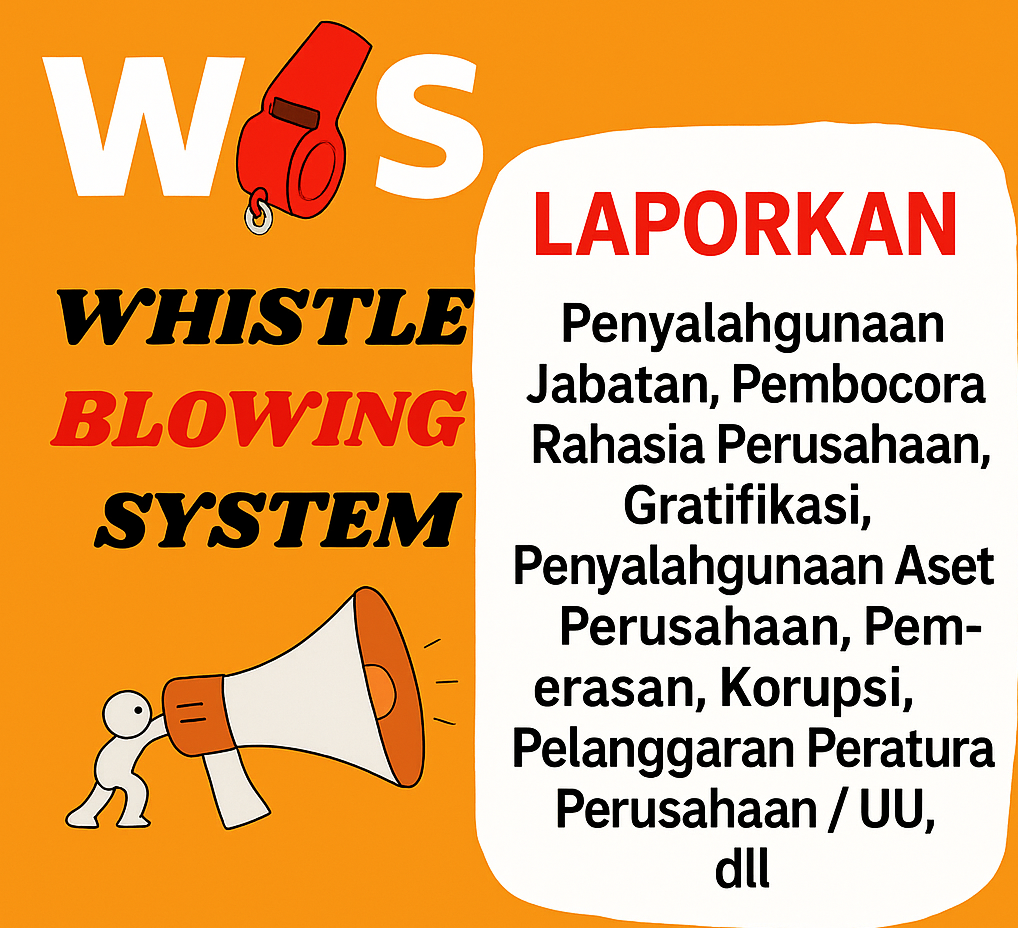 WS
WHISTLE
BLOWING
SYSTEM
LAPORKAN
Penyalahgunaan
Jabatan, Pembocora
Rahasia Perusahaan,
Gratifikasi,
Penyalahgunaan Aset
Perusahaan, Pem-
erasan, Korupsi,
Pelanggaran Peratura
Perusahaan / UU,
dll